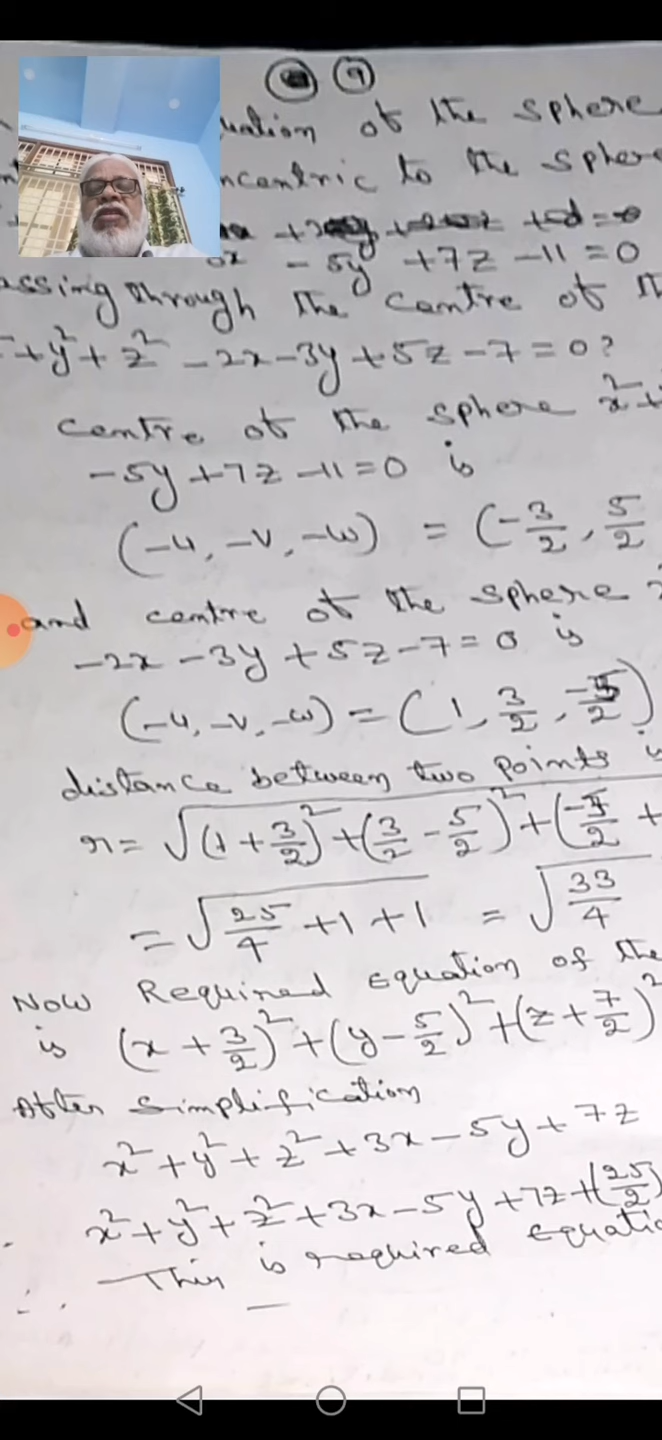 (9)
uation of the sphere
ncentric to the sphere
x - 5y + 7z - 11 = 0
assing through the centre of th
+ y² + z² - 2x - 3y + 5z - 7 = 0?
centre of the sphere x² +
- 5y + 7z - 11 = 0 is
(-u, -v, -w) = (-3/2, 5/2
and centre of the sphere
-2x - 3y + 5z - 7 = 0 is
(-u, -v, -w) = (1, 3/2, -5/2)
distance between two points is
r = √(1 + 3/2)² + (3/2 - 5/2)² + (-5/2 +
= √25/4 + 1 + 1 = √33/4
Now Required Equation of the
is (x + 3/2)² + (y - 5/2)² + (z + 7/2)²
After simplification
x² + y² + z² + 3x - 5y + 7z
x² + y² + z² + 3x - 5y + 7z + (25/2)
∴ This is required equatio